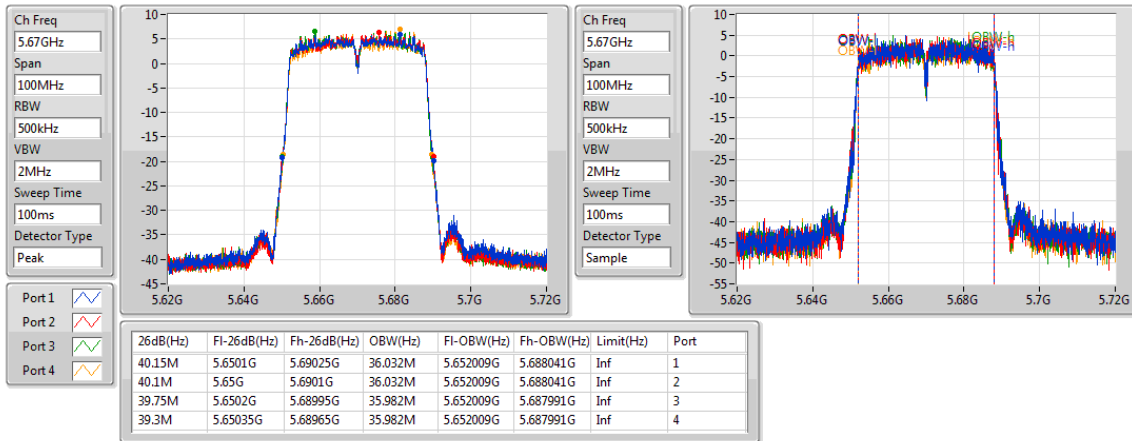 Ch Freq
5.67GHz
Span
100MHz
RBW
500kHz
VBW
2MHz
Sweep Time
100ms
Detector Type
Peak
Port 1
Port 2
Port 3
Port 4
10
5
0
-5
-10
-15
-20
-25
-30
-35
-40
-45
5.62G 5.64G 5.66G 5.68G 5.7G 5.72G
Ch Freq
5.67GHz
Span
100MHz
RBW
500kHz
VBW
2MHz
Sweep Time
100ms
Detector Type
Sample
10
5
0
-5
-10
-15
-20
-25
-30
-35
-40
-45
-50
-55
OBW-h
5.62G 5.64G 5.66G 5.68G 5.7G 5.72G
26dB(Hz) Fl-26dB(Hz) Fh-26dB(Hz) OBW(Hz) Fl-OBW(Hz) Fh-OBW(Hz) Limit(Hz) Port
40.15M 5.6501G 5.69025G 36.032M 5.652009G 5.688041G Inf 1
40.1M 5.65G 5.6901G 36.032M 5.652009G 5.688041G Inf 2
39.75M 5.6502G 5.68995G 35.982M 5.652009G 5.687991G Inf 3
39.3M 5.65035G 5.68965G 35.982M 5.652009G 5.687991G Inf 4